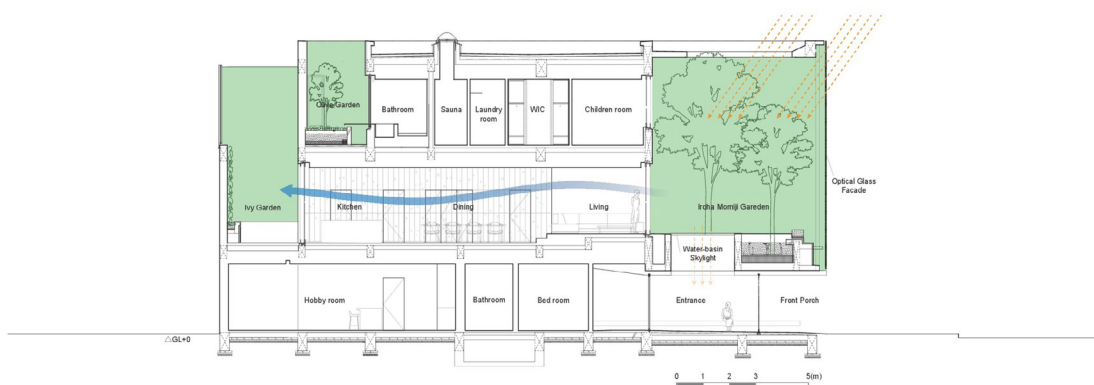 Olive Garden
Bathroom
Sauna
Laundry
room
WIC
Children room
Optical Glass
Facade
Ivy Garden
Kitchen
Dining
Living
Iroha Momiji Gareden
Water-basin
Skylight
Hobby room
Bathroom
Bed room
Entrance
Front Porch
△GL+0
0 1 2 3 5(m)